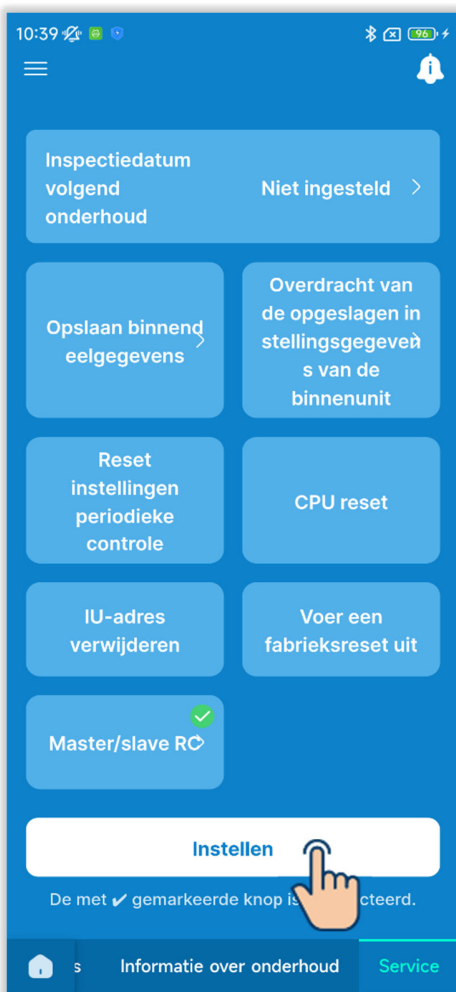 10:39
96
Inspectiedatum
volgend
onderhoud
Niet ingesteld
Opslaan binnend
eelgegevens
Overdracht van
de opgeslagen in
stellingsgegeven
s van de
binnenunit
Reset
instellingen
periodieke
controle
CPU reset
IU-adres
verwijderen
Voer een
fabrieksreset uit
Master/slave RC
Instellen
De met ✔ gemarkeerde knop is cteerd.
s Informatie over onderhoud Service